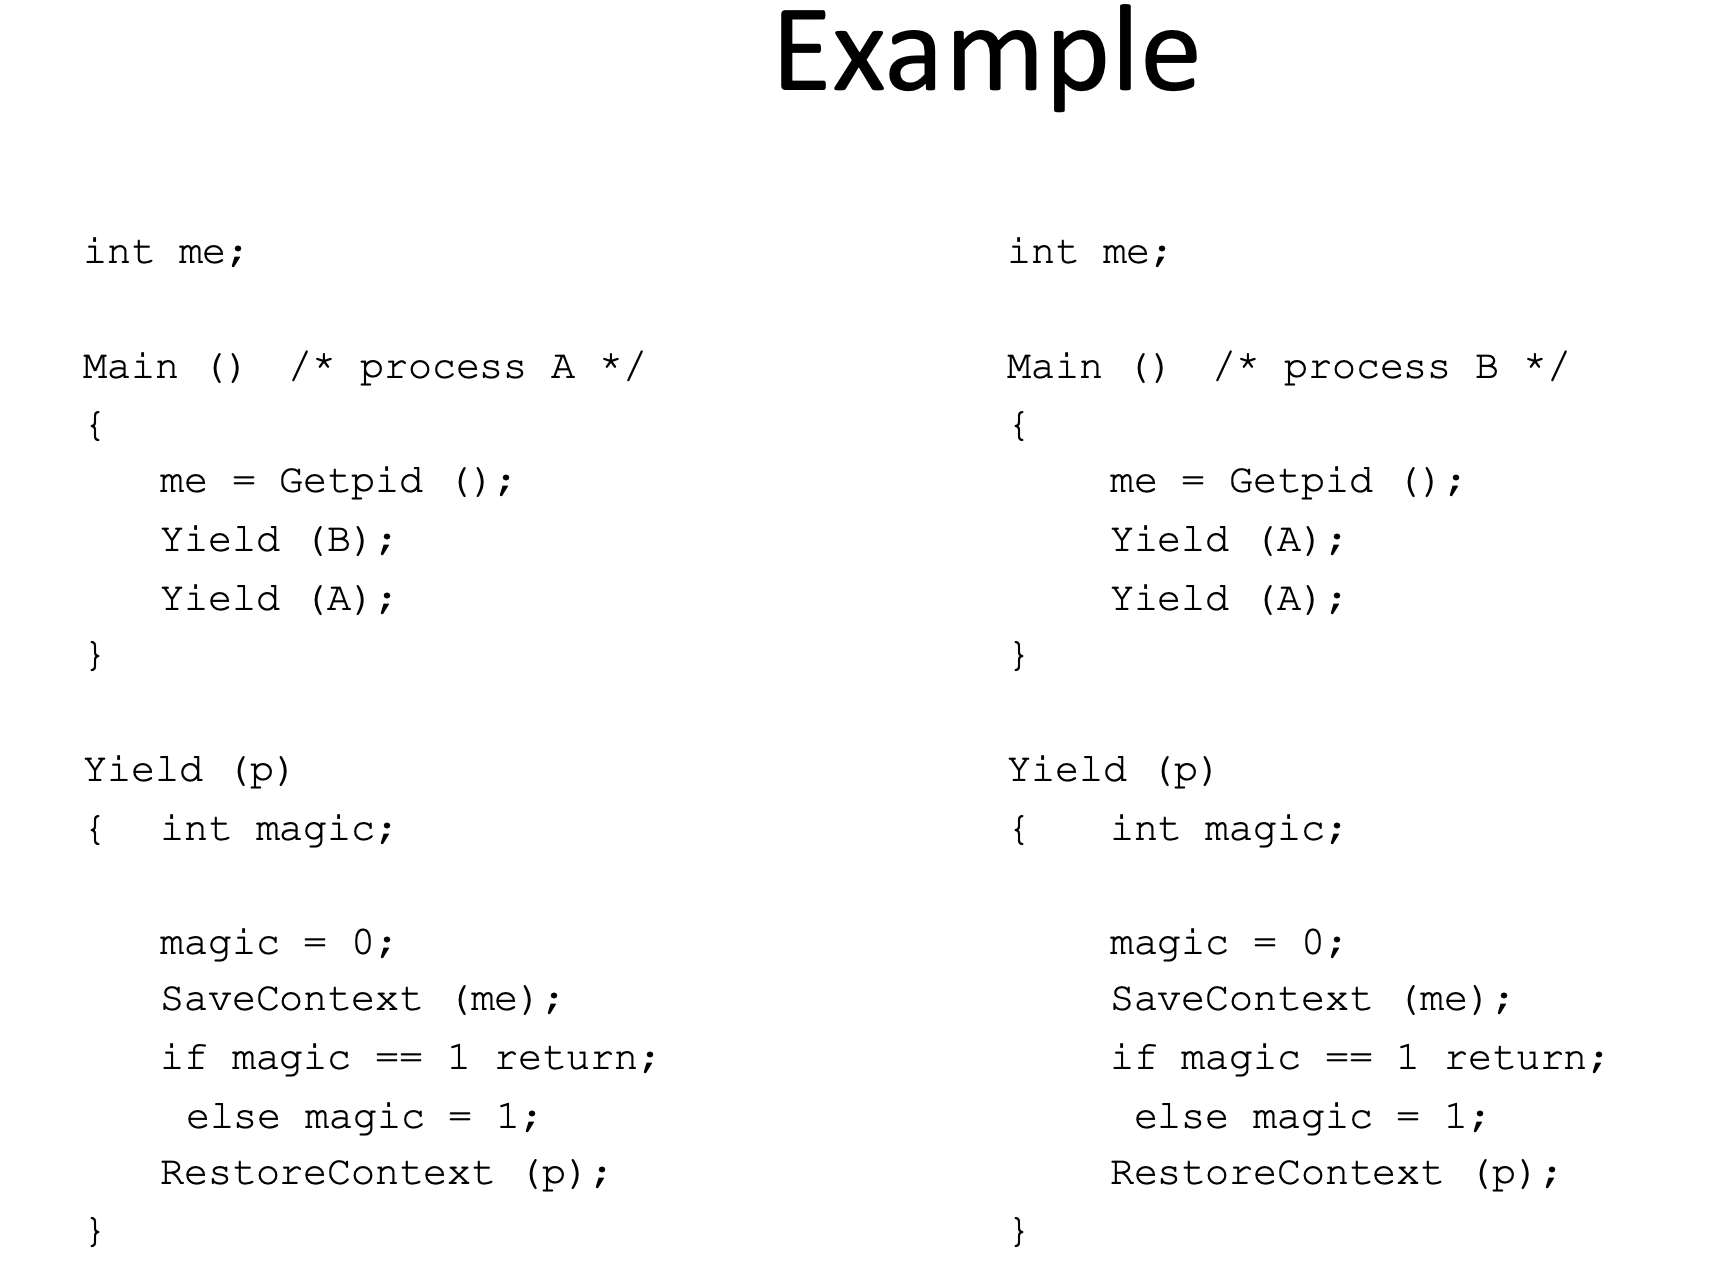 Example
int me;
Main ()  /* process A */
{
me = Getpid ();
Yield (B);
Yield (A);
}
Yield (p)
{  int magic;
magic = 0;
SaveContext (me);
if magic == 1 return;
else magic = 1;
RestoreContext (p);
}
int me;
Main ()  /* process B */
{
me = Getpid ();
Yield (A);
Yield (A);
}
Yield (p)
{  int magic;
magic = 0;
SaveContext (me);
if magic == 1 return;
else magic = 1;
RestoreContext (p);
}